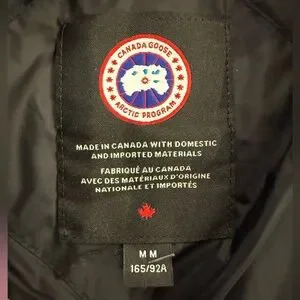 CANADA GOOSE
ARCTIC PROGRAM
MADE IN CANADA WITH DOMESTIC
AND IMPORTED MATERIALS
FABRIQUÉ AU CANADA
AVEC DES MATÉRIAUX D'ORIGINE
NATIONALE ET IMPORTÉS
M M
165/92A